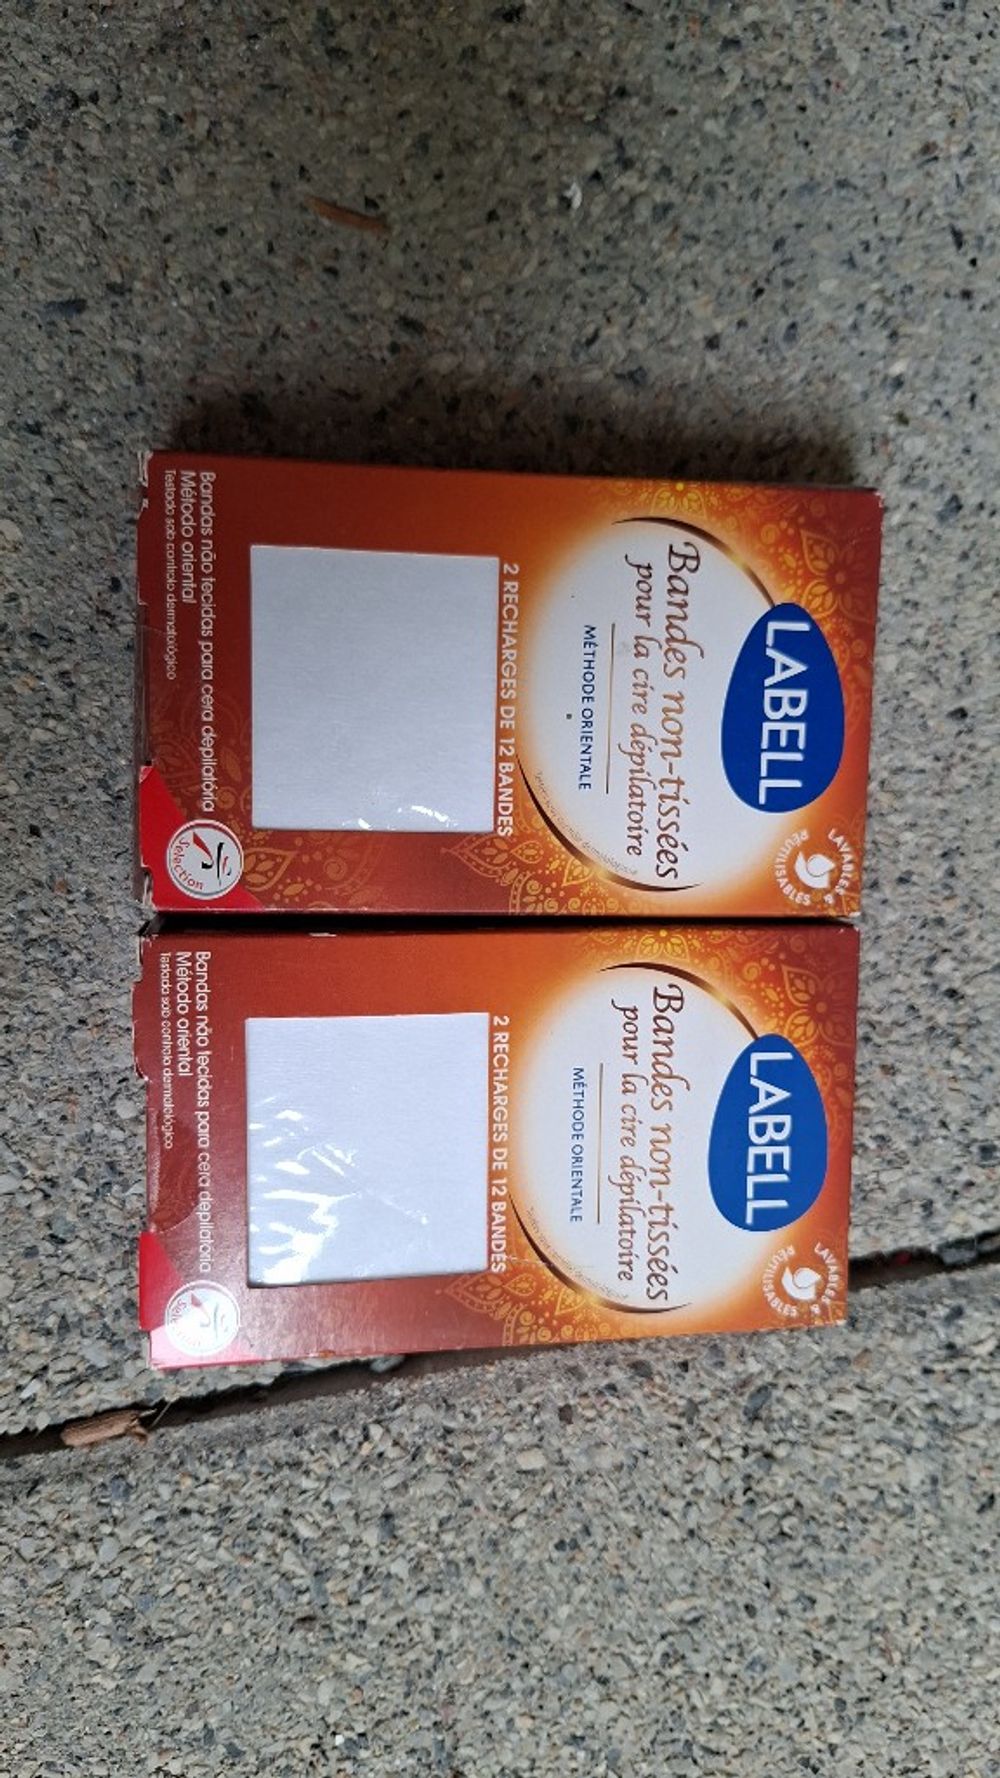 LABELL
LAVABLES &
RÉUTILISABLES
Bandes non-tissées
pour la cire dépilatoire
MÉTHODE ORIENTALE
2 RECHARGES DE 12 BANDES
Bandas não tecidas para cera depilatória
Método oriental
Testado sob controlo dermatológico
Selection
LABELL
LAVABLES &
RÉUTILISABLES
Bandes non-tissées
pour la cire dépilatoire
MÉTHODE ORIENTALE
2 RECHARGES DE 12 BANDES
Bandas não tecidas para cera depilatória
Método oriental
Testado sob controlo dermatológico
Selection